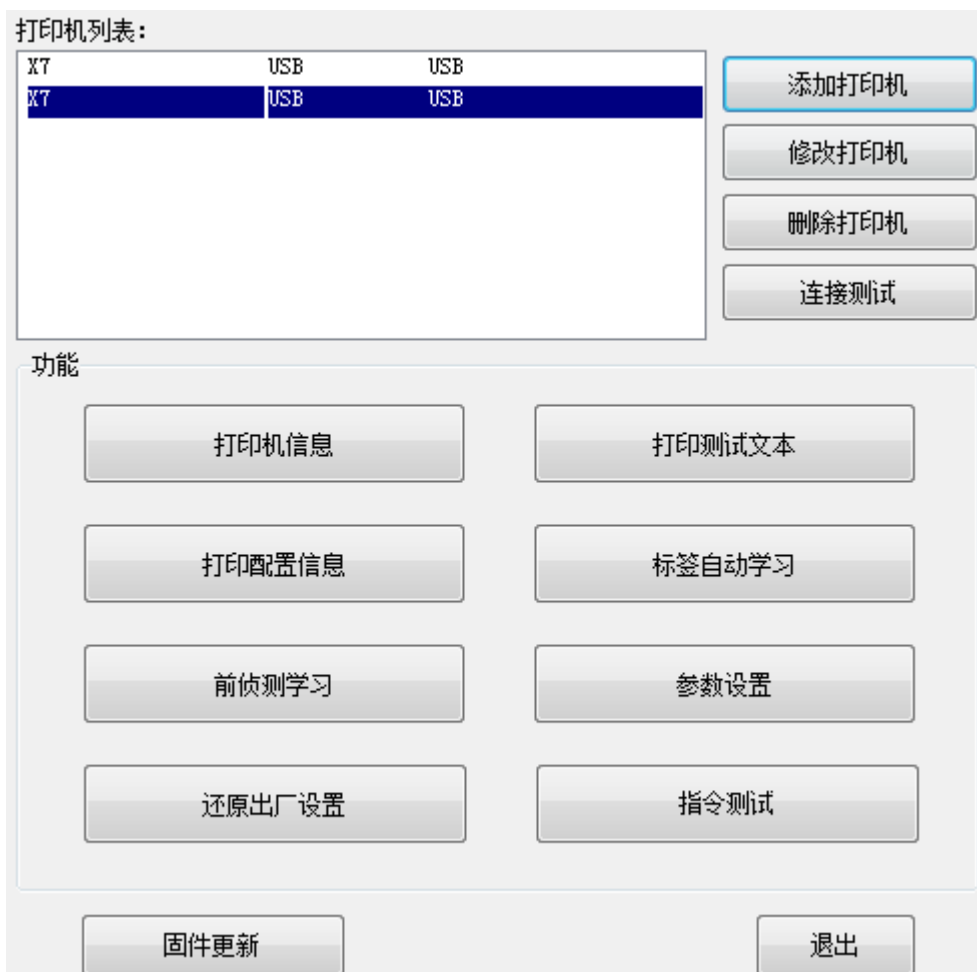 打印机列表：
X7 USB USB
X7 USB USB
添加打印机
修改打印机
删除打印机
连接测试
功能
打印机信息
打印测试文本
打印配置信息
标签自动学习
前侦测学习
参数设置
还原出厂设置
指令测试
固件更新
退出